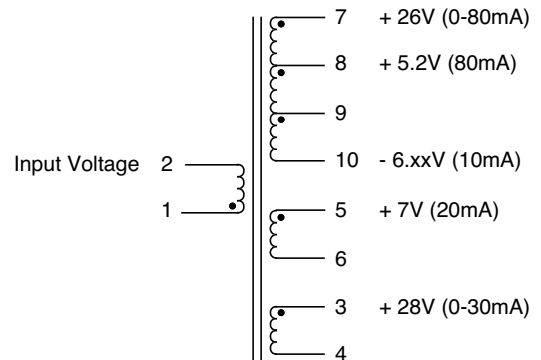 7 + 26V (0-80mA)
8 + 5.2V (80mA)
9
Input Voltage 2
10 - 6.xxV (10mA)
1
5 + 7V (20mA)
6
3 + 28V (0-30mA)
4